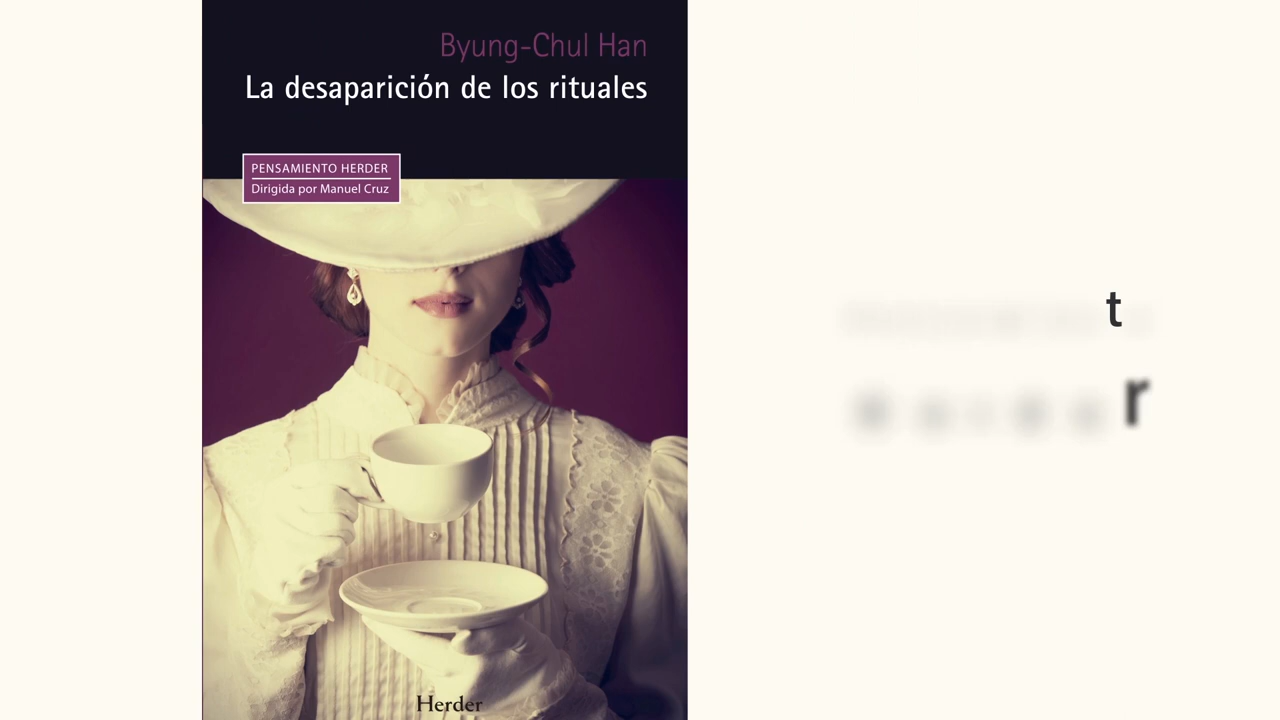 Byung-Chul Han
La desaparición de los rituales
PENSAMIENTO HERDER
Dirigida por Manuel Cruz
Herder
t
r